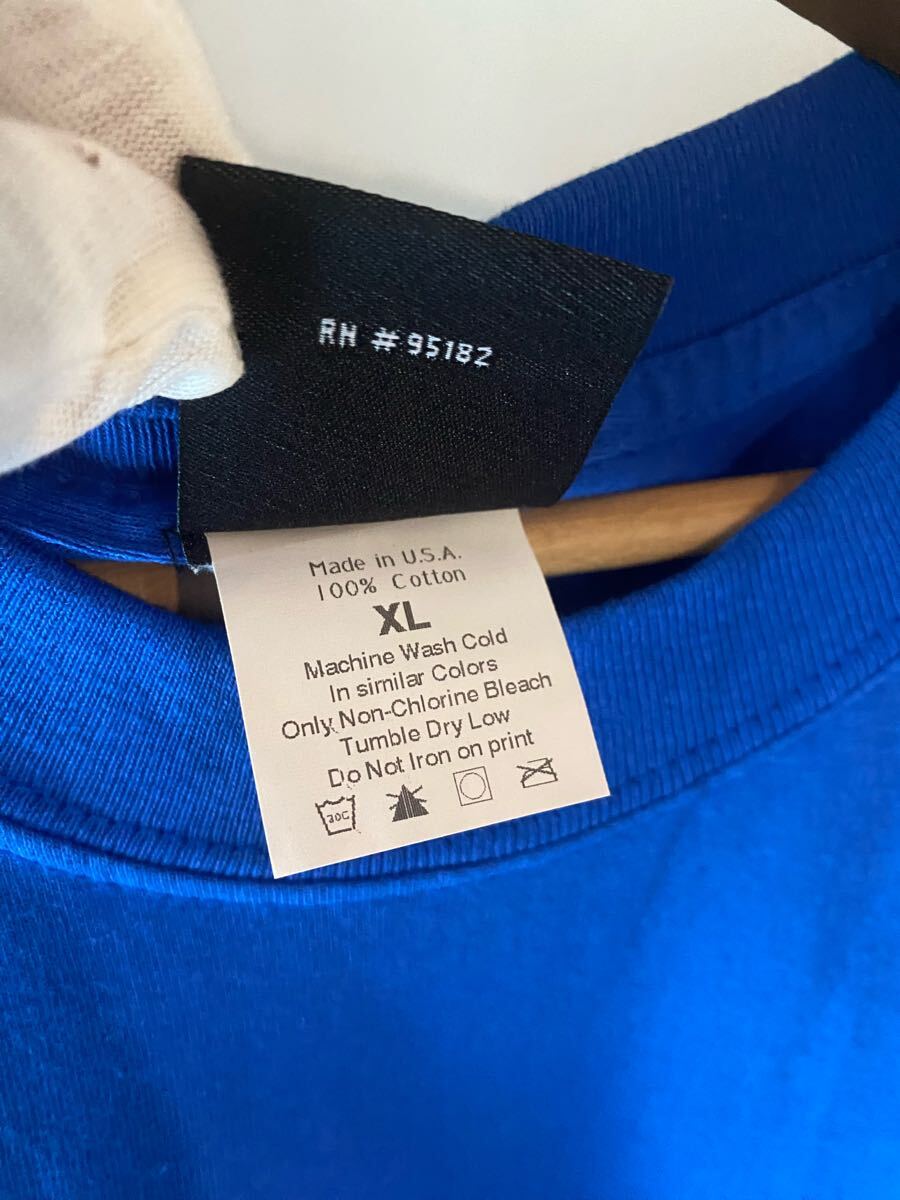 RH # 95182
Made in U.S.A.
100% Cotton
XL
Machine Wash Cold
In similar Colors
Only Non-Chlorine Bleach
Tumble Dry Low
Do Not Iron on print
30C